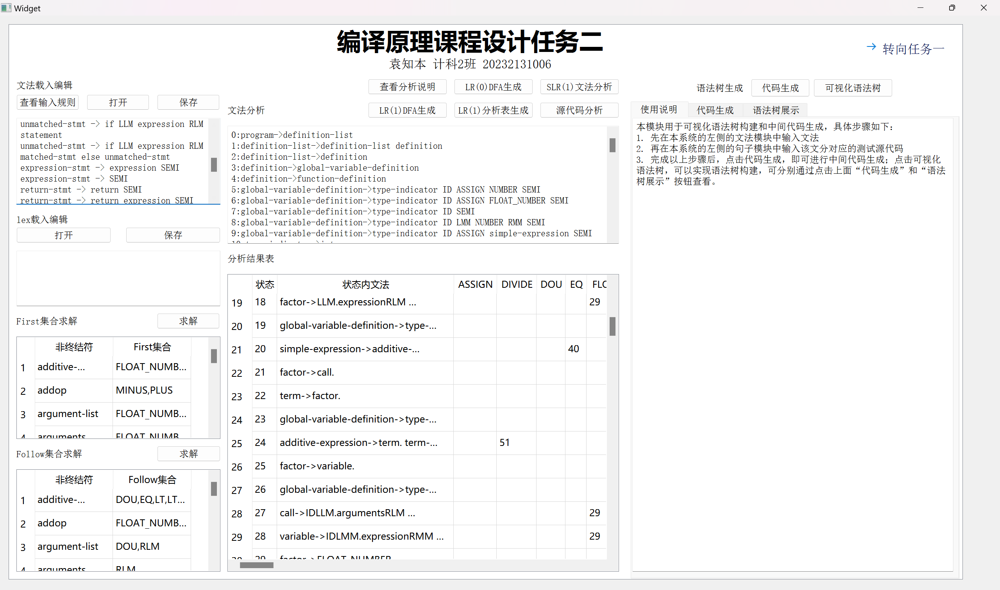 Widget
编译原理课程设计任务二
袁知本 计科2班 20232131006
转向任务一
文法载入编辑
查看输入规则
打开
保存
unmatched-stmt -> if LLM expression RLM
statement
unmatched-stmt -> if LLM expression RLM
matched-stmt else unmatched-stmt
expression-stmt -> expression SEMI
expression-stmt -> SEMI
return-stmt -> return SEMI
return-stmt -> return expression SEMI
lex载入编辑
打开
保存
First集合求解
求解
非终结符 First集合
1 additive-... FLOAT_NUMB...
2 addop MINUS,PLUS
3 argument-list FLOAT_NUMB...
4 arguments FLOAT_NUMB
Follow集合求解
求解
非终结符 Follow集合
1 additive-... DOU,EQ,LT,LT...
2 addop FLOAT_NUMB...
3 argument-list DOU,RLM
4 arguments RLM
查看分析说明
LR(0)DFA生成
SLR(1)文法分析
文法分析
LR(1)DFA生成
LR(1)分析表生成
源代码分析
0:program->definition-list
1:definition-list->definition-list definition
2:definition-list->definition
3:definition->global-variable-definition
4:definition->function-definition
5:global-variable-definition->type-indicator ID ASSIGN NUMBER SEMI
6:global-variable-definition->type-indicator ID ASSIGN FLOAT_NUMBER SEMI
7:global-variable-definition->type-indicator ID SEMI
8:global-variable-definition->type-indicator ID LMM NUMBER RMM SEMI
9:global-variable-definition->type-indicator ID ASSIGN simple-expression SEMI
分析结果表
状态 状态内文法 ASSIGN DIVIDE DOU EQ FLO
19 18 factor->LLM.expressionRLM ... 29
20 19 global-variable-definition->type-...
21 20 simple-expression->additive-... 40
22 21 factor->call.
23 22 term->factor.
24 23 global-variable-definition->type-...
25 24 additive-expression->term. term-... 51
26 25 factor->variable.
27 26 global-variable-definition->type-...
28 27 call->IDLLM.argumentsRLM ... 29
29 28 variable->IDLMM.expressionRMM ... 29
30 29 factor->FLOAT_NUMBER
语法树生成
代码生成
可视化语法树
使用说明
代码生成
语法树展示
本模块用于可视化语法树构建和中间代码生成，具体步骤如下：
1. 先在本系统的左侧的文法模块中输入文法
2. 再在本系统的左侧的句子模块中输入该文分对应的测试源代码
3. 完成以上步骤后，点击代码生成，即可进行中间代码生成；点击可视化
语法树，可以实现语法树构建，可分别通过点击上面“代码生成”和“语法
树展示”按钮查看。